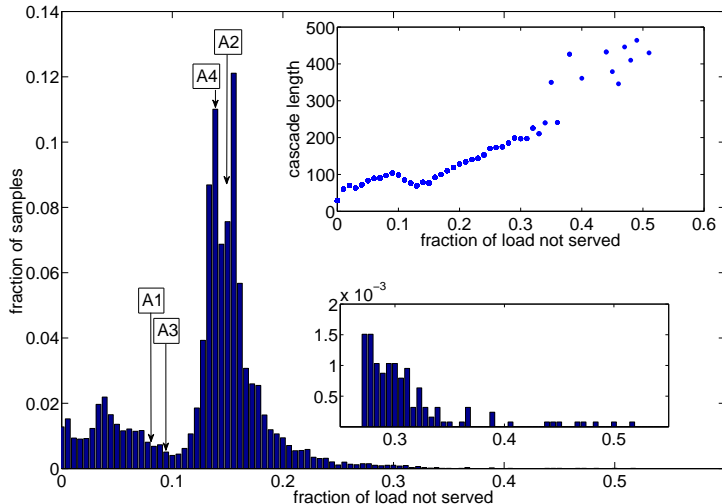 0.14
0.12
0.1
0.08
0.06
0.04
0.02
0
fraction of samples
0 0.1 0.2 0.3 0.4 0.5
fraction of load not served
A2
A4
A1
A3
500
400
300
200
100
0
cascade length
0 0.1 0.2 0.3 0.4 0.5 0.6
fraction of load not served
x 10⁻³
2
1.5
1
0.5
0.3 0.4 0.5